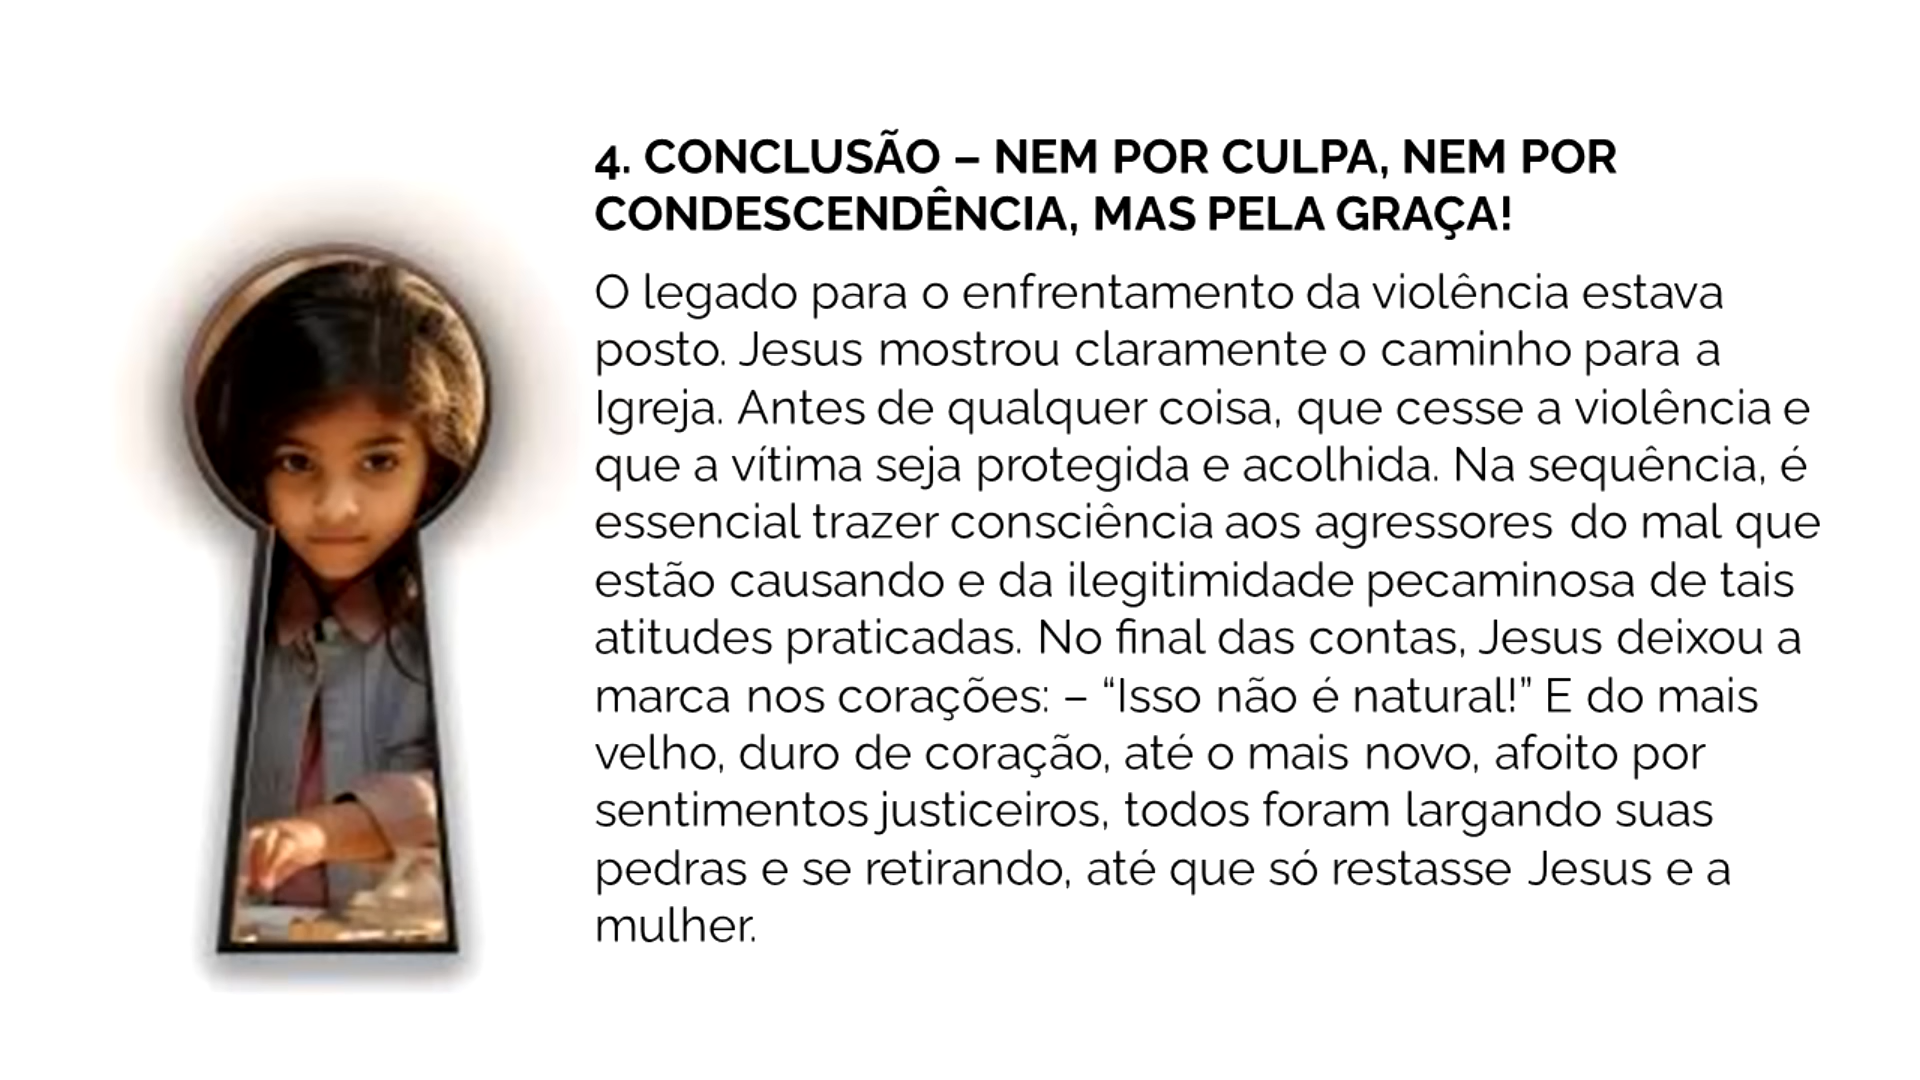 4. CONCLUSÃO – NEM POR CULPA, NEM POR
CONDESCENDÊNCIA, MAS PELA GRAÇA!
O legado para o enfrentamento da violência estava
posto. Jesus mostrou claramente o caminho para a
Igreja. Antes de qualquer coisa, que cesse a violência e
que a vítima seja protegida e acolhida. Na sequência, é
essencial trazer consciência aos agressores do mal que
estão causando e da ilegitimidade pecaminosa de tais
atitudes praticadas. No final das contas, Jesus deixou a
marca nos corações: – “Isso não é natural!” E do mais
velho, duro de coração, até o mais novo, afoito por
sentimentos justiceiros, todos foram largando suas
pedras e se retirando, até que só restasse Jesus e a
mulher.